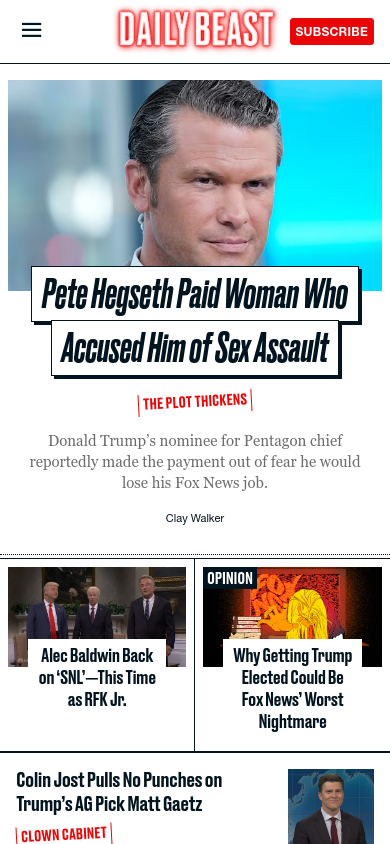 DAILY BEAST
SUBSCRIBE
Pete Hegseth Paid Woman Who
Accused Him of Sex Assault
THE PLOT THICKENS
Donald Trump’s nominee for Pentagon chief
reportedly made the payment out of fear he would
lose his Fox News job.
Clay Walker
Alec Baldwin Back
on ‘SNL’—This Time
as RFK Jr.
OPINION
Why Getting Trump
Elected Could Be
Fox News’ Worst
Nightmare
Colin Jost Pulls No Punches on
Trump’s AG Pick Matt Gaetz
CLOWN CABINET